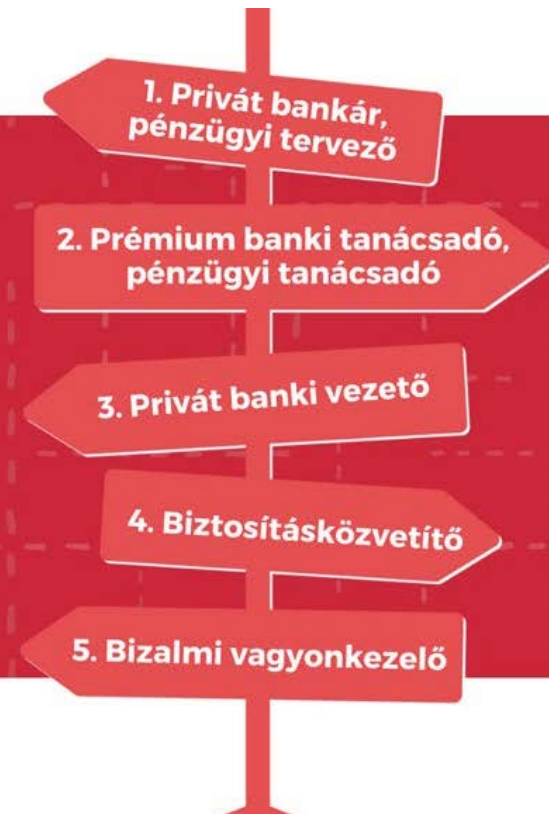 1. Privát bankár,
pénzügyi tervező
2. Prémium banki tanácsadó,
pénzügyi tanácsadó
3. Privát banki vezető
4. Biztosításközvetítő
5. Bizalmi vagyonkezelő